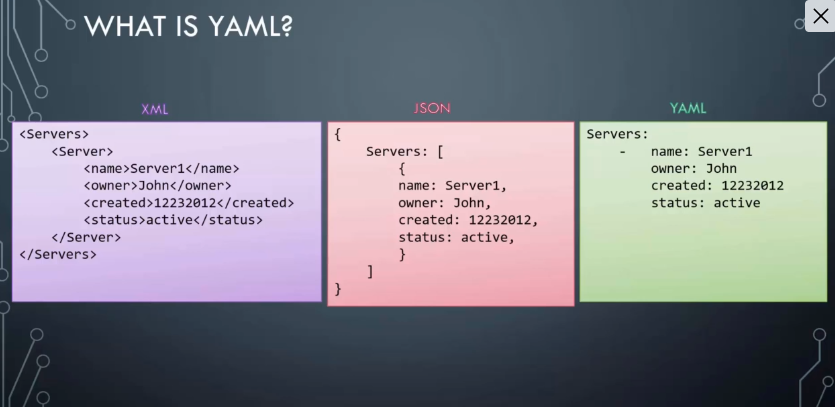 WHAT IS YAML?
XML
<Servers>
    <Server>
        <name>Server1</name>
        <owner>John</owner>
        <created>12232012</created>
        <status>active</status>
    </Server>
</Servers>
JSON
{
    Servers: [
        {
        name: Server1,
        owner: John,
        created: 12232012,
        status: active,
        }
    ]
}
YAML
Servers:
    -   name: Server1
        owner: John
        created: 12232012
        status: active